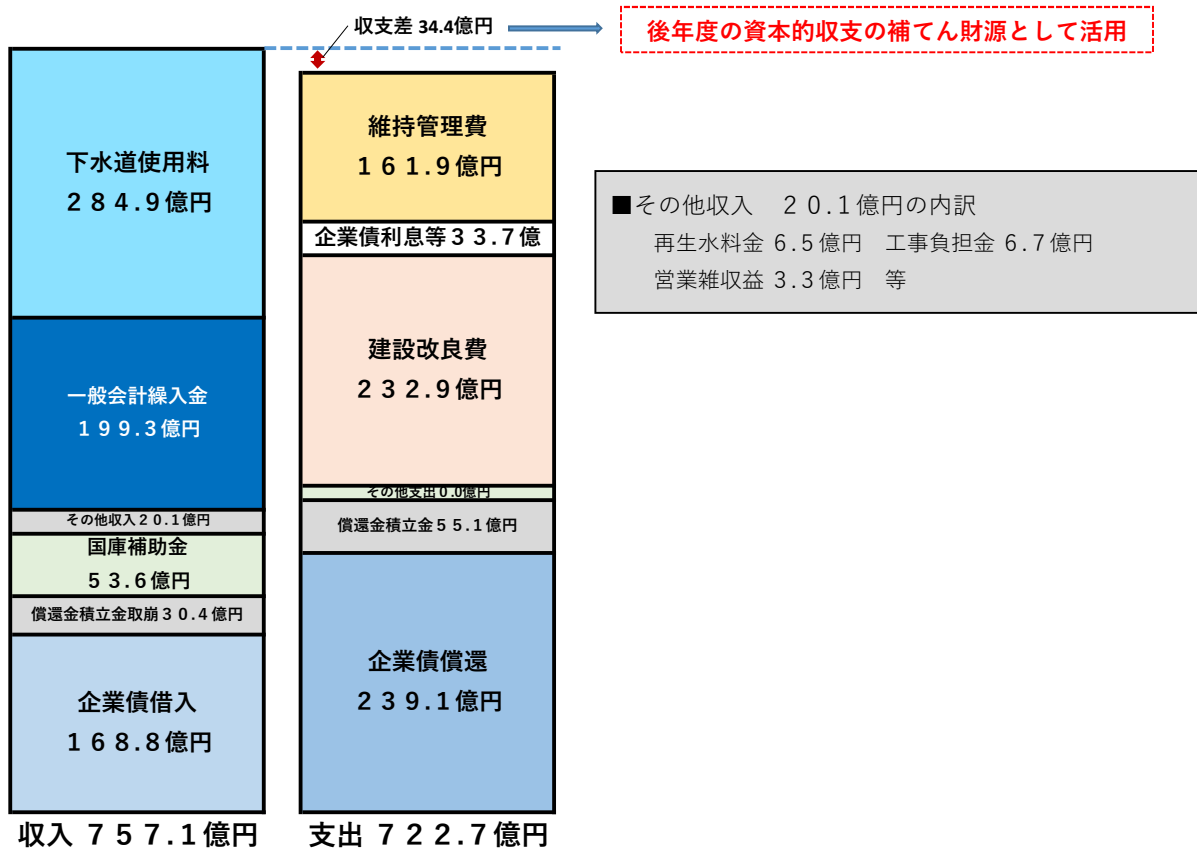 収支差 34.4億円
後年度の資本的収支の補てん財源として活用
下水道使用料
２８４.９億円
一般会計繰入金
１９９.３億円
その他収入２０.１億円
国庫補助金
５３.６億円
償還金積立金取崩３０.４億円
企業債借入
１６８.８億円
収入 ７５７.１億円
維持管理費
１６１.９億円
企業債利息等３３.７億
建設改良費
２３２.９億円
その他支出０.０億円
償還金積立金５５.１億円
企業債償還
２３９.１億円
支出 ７２２.７億円
■その他収入　２０.１億円の内訳
再生水料金 ６.５億円　工事負担金 ６.７億円
営業雑収益 ３.３億円　等